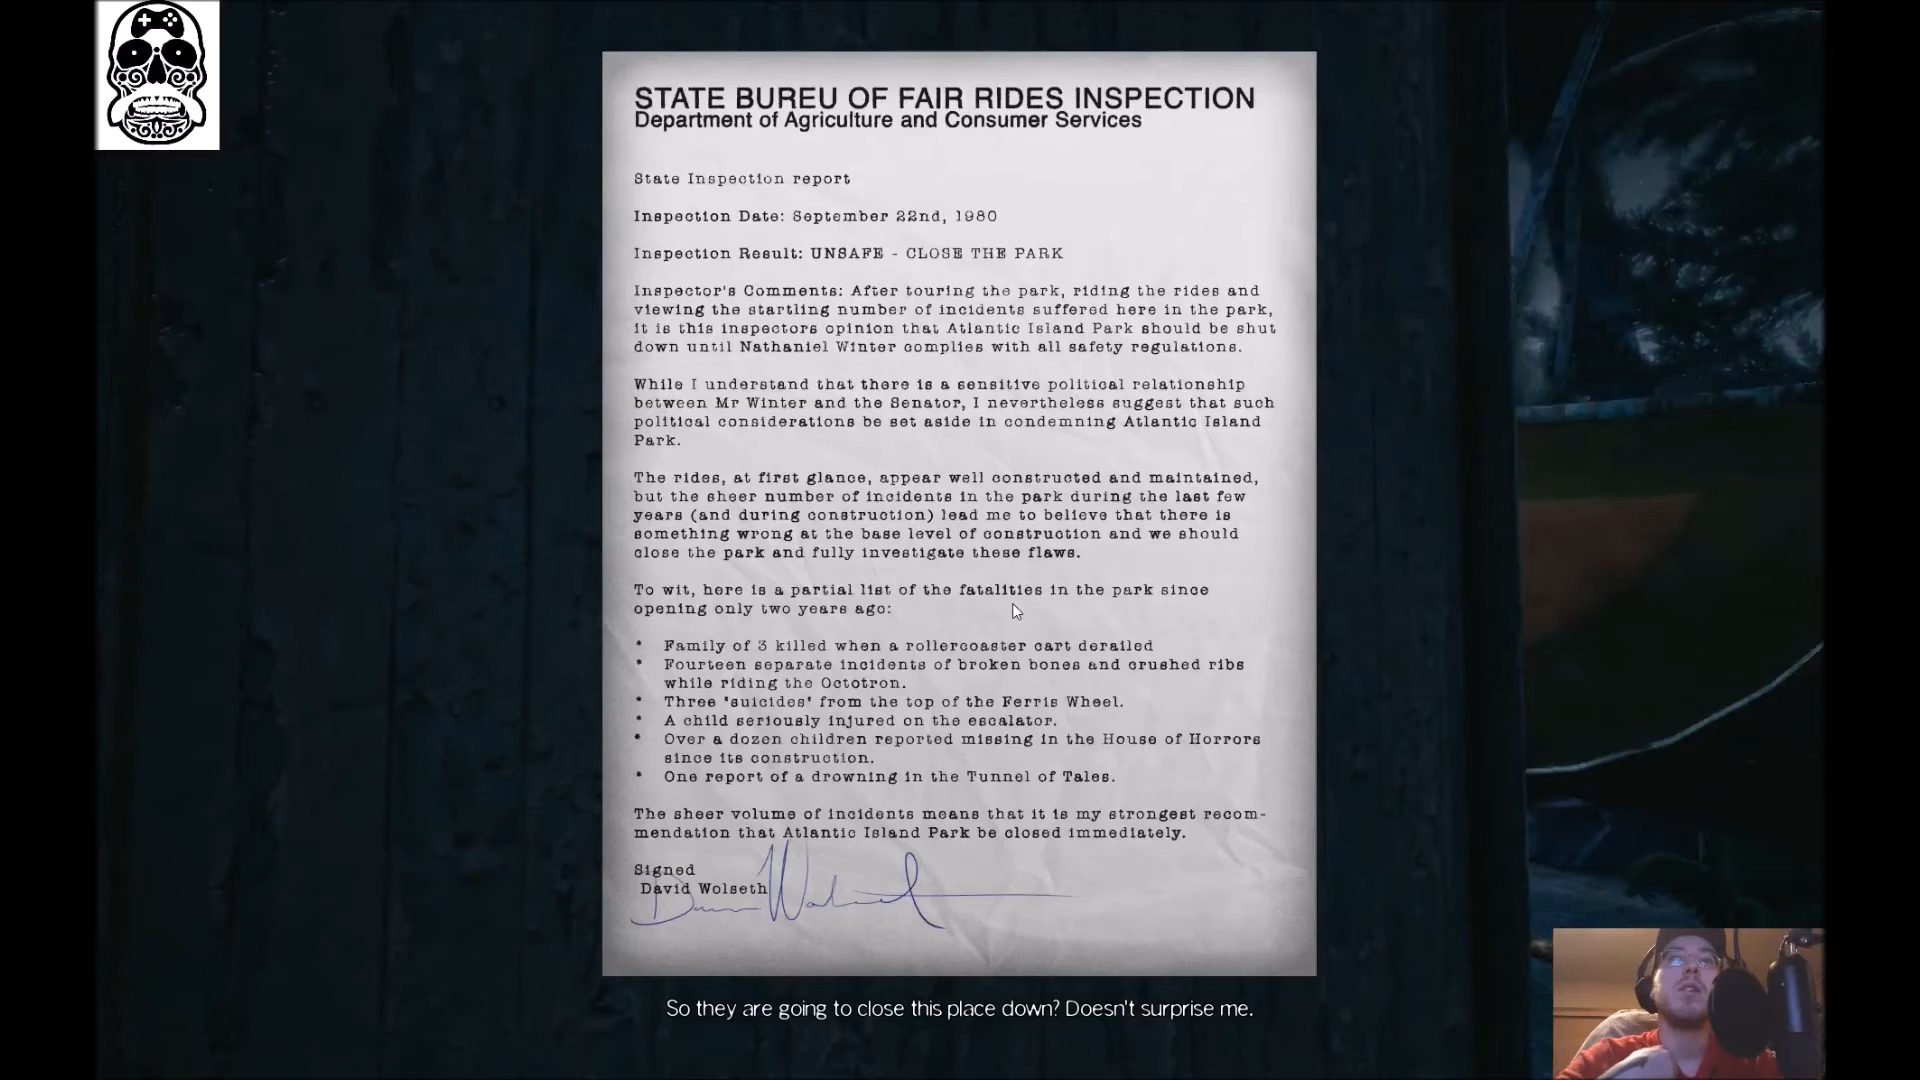 STATE BUREU OF FAIR RIDES INSPECTION
Department of Agriculture and Consumer Services
State Inspection report
Inspection Date: September 22nd, 1980
Inspection Result: UNSAFE - CLOSE THE PARK
Inspector's Comments: After touring the park, riding the rides and
viewing the startling number of incidents suffered here in the park,
it is this inspectors opinion that Atlantic Island Park should be shut
down until Nathaniel Winter complies with all safety regulations.
While I understand that there is a sensitive political relationship
between Mr Winter and the Senator, I nevertheless suggest that such
political considerations be set aside in condemning Atlantic Island
Park.
The rides, at first glance, appear well constructed and maintained,
but the sheer number of incidents in the park during the last few
years (and during construction) lead me to believe that there is
something wrong at the base level of construction and we should
close the park and fully investigate these flaws.
To wit, here is a partial list of the fatalities in the park since
opening only two years ago:
* Family of 3 killed when a rollercoaster cart derailed
* Fourteen separate incidents of broken bones and crushed ribs
while riding the Octotron.
* Three "suicides" from the top of the Ferris Wheel.
* A child seriously injured on the escalator.
* Over a dozen children reported missing in the House of Horrors
since its construction.
* One report of a drowning in the Tunnel of Tales.
The sheer volume of incidents means that it is my strongest recom-
mendation that Atlantic Island Park be closed immediately.
Signed
David Wolseth
So they are going to close this place down? Doesn't surprise me.